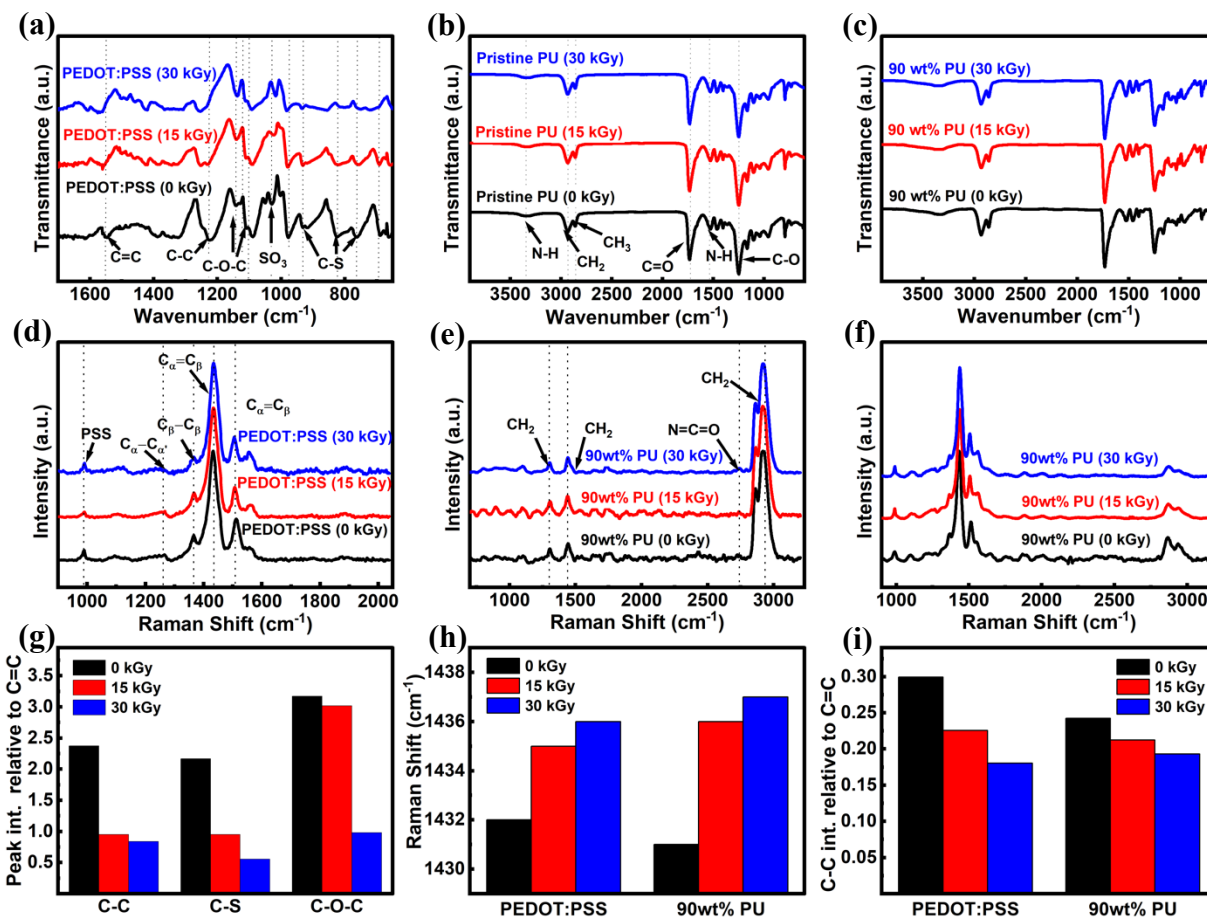 (a)
Transmittance (a.u.)
PEDOT:PSS (30 kGy)
PEDOT:PSS (15 kGy)
PEDOT:PSS (0 kGy)
C=C
C-C
C-O-C
SO3
C-S
1600 1400 1200 1000 800
Wavenumber (cm⁻¹)
(b)
Transmittance (a.u.)
Pristine PU (30 kGy)
Pristine PU (15 kGy)
Pristine PU (0 kGy)
N-H
CH2
CH3
C=O
N-H
C-O
3000 2000 1500 1000
Wavenumber (cm⁻¹)
(c)
Transmittance (a.u.)
90 wt% PU (30 kGy)
90 wt% PU (15 kGy)
90 wt% PU (0 kGy)
3000 2000 1500 1000
Wavenumber (cm⁻¹)
(d)
Intensity (a.u.)
PSS
Cα−Cα'
Cβ−Cβ
Cα=Cβ
Cα=Cβ
PEDOT:PSS (30 kGy)
PEDOT:PSS (15 kGy)
PEDOT:PSS (0 kGy)
1000 1200 1400 1600 1800 2000
Raman Shift (cm⁻¹)
(e)
Intensity (a.u.)
CH2
CH2
N=C=O
CH2
90wt% PU (30 kGy)
90wt% PU (15 kGy)
90wt% PU (0 kGy)
1000 1500 2000 2500 3000
Raman Shift (cm⁻¹)
(f)
Intensity (a.u.)
90wt% PU (30 kGy)
90wt% PU (15 kGy)
90wt% PU (0 kGy)
1000 1500 2000 2500 3000
Raman Shift (cm⁻¹)
(g)
Peak int. relative to C=C
3.5
3.0
2.5
2.0
1.5
1.0
0.5
0 kGy
15 kGy
30 kGy
C-C C-S C-O-C
(h)
Raman Shift (cm⁻¹)
1438
1436
1434
1432
1430
0 kGy
15 kGy
30 kGy
PEDOT:PSS 90wt% PU
(i)
C-C int. relative to C=C
0.30
0.25
0.20
0.15
0.10
0.05
0 kGy
15 kGy
30 kGy
PEDOT:PSS 90wt% PU